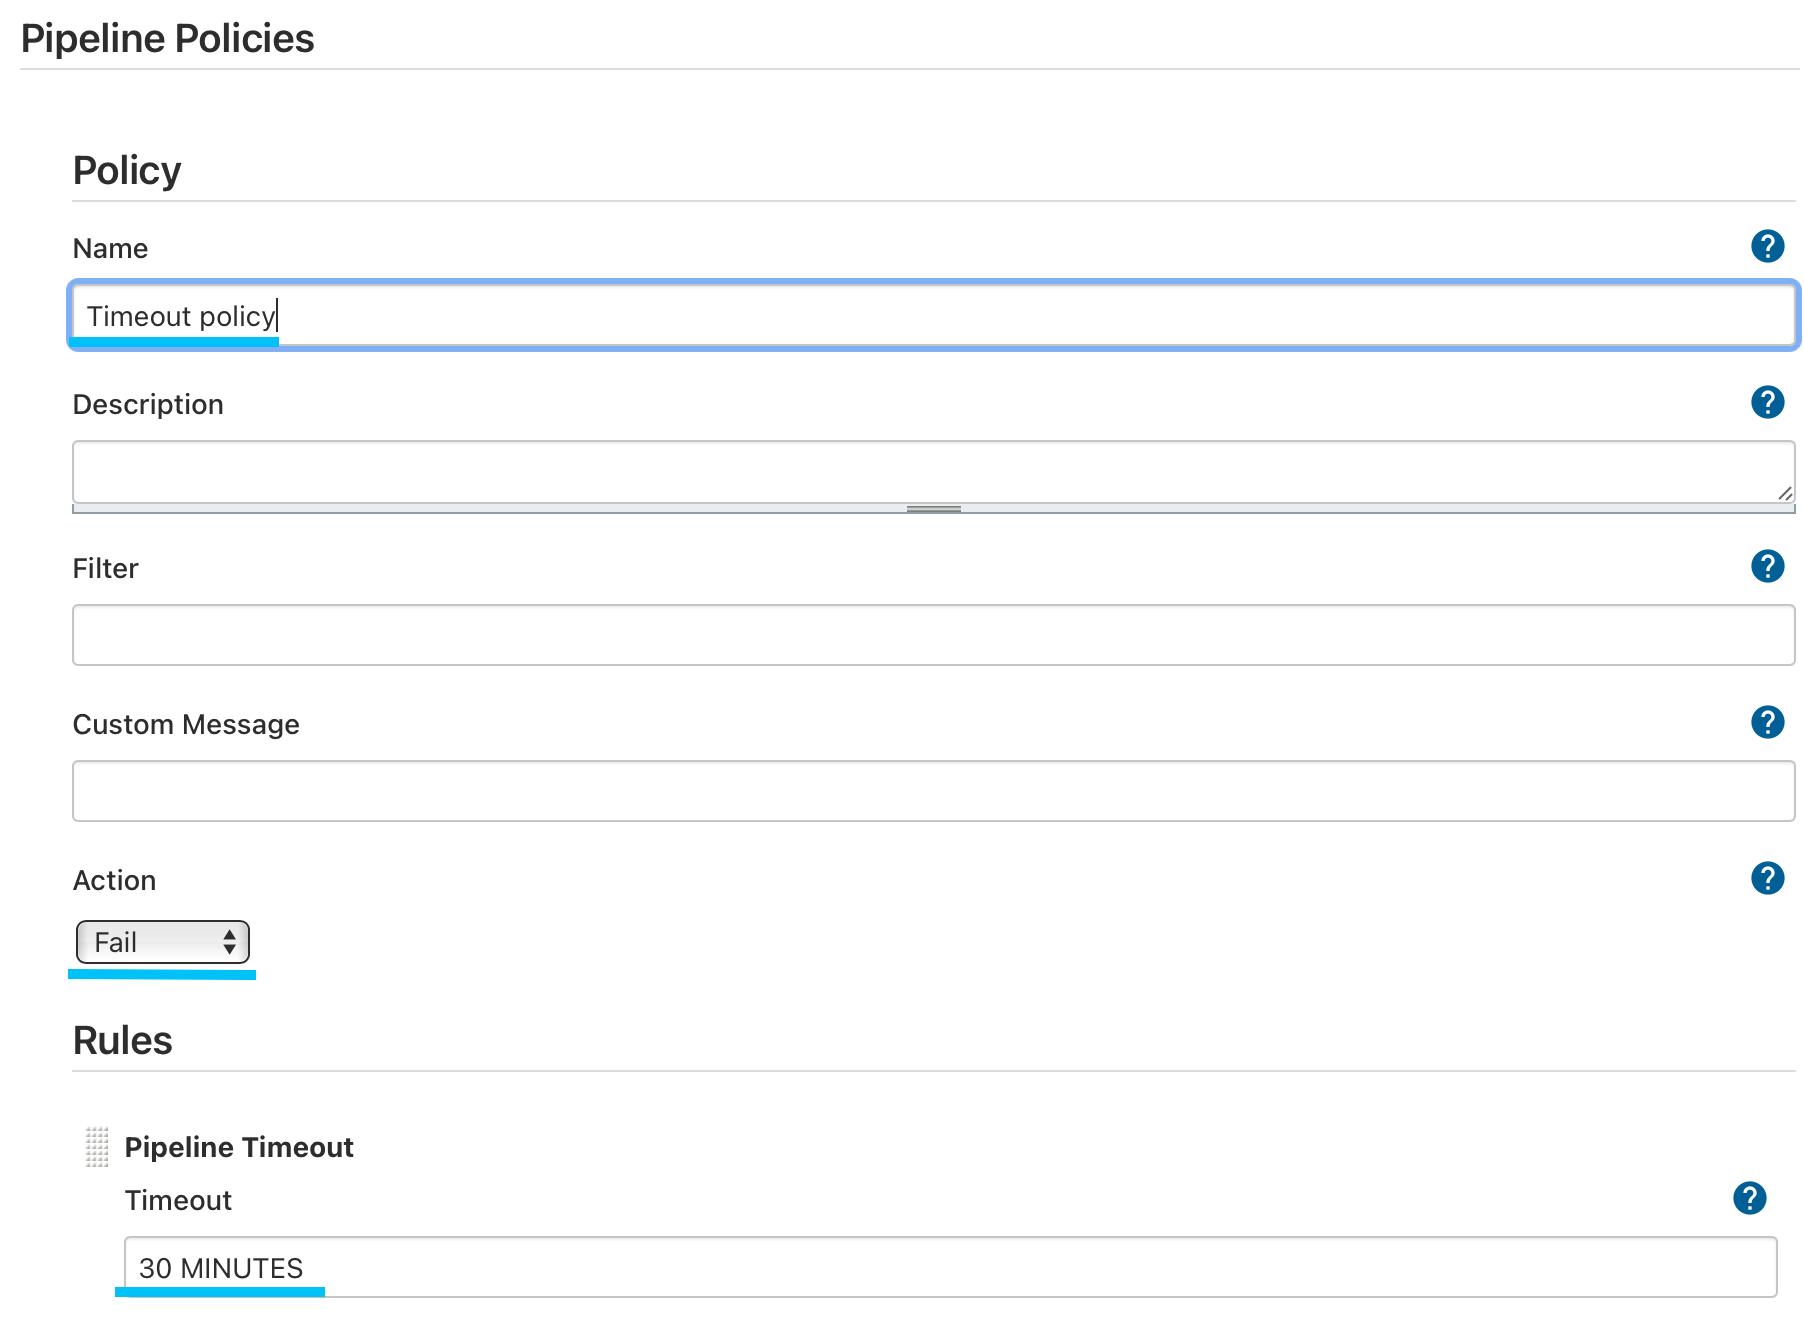 Pipeline Policies
Policy
Name
?
Timeout policy
Description
?
Filter
?
Custom Message
?
Action
?
Fail
Rules
Pipeline Timeout
Timeout
?
30 MINUTES